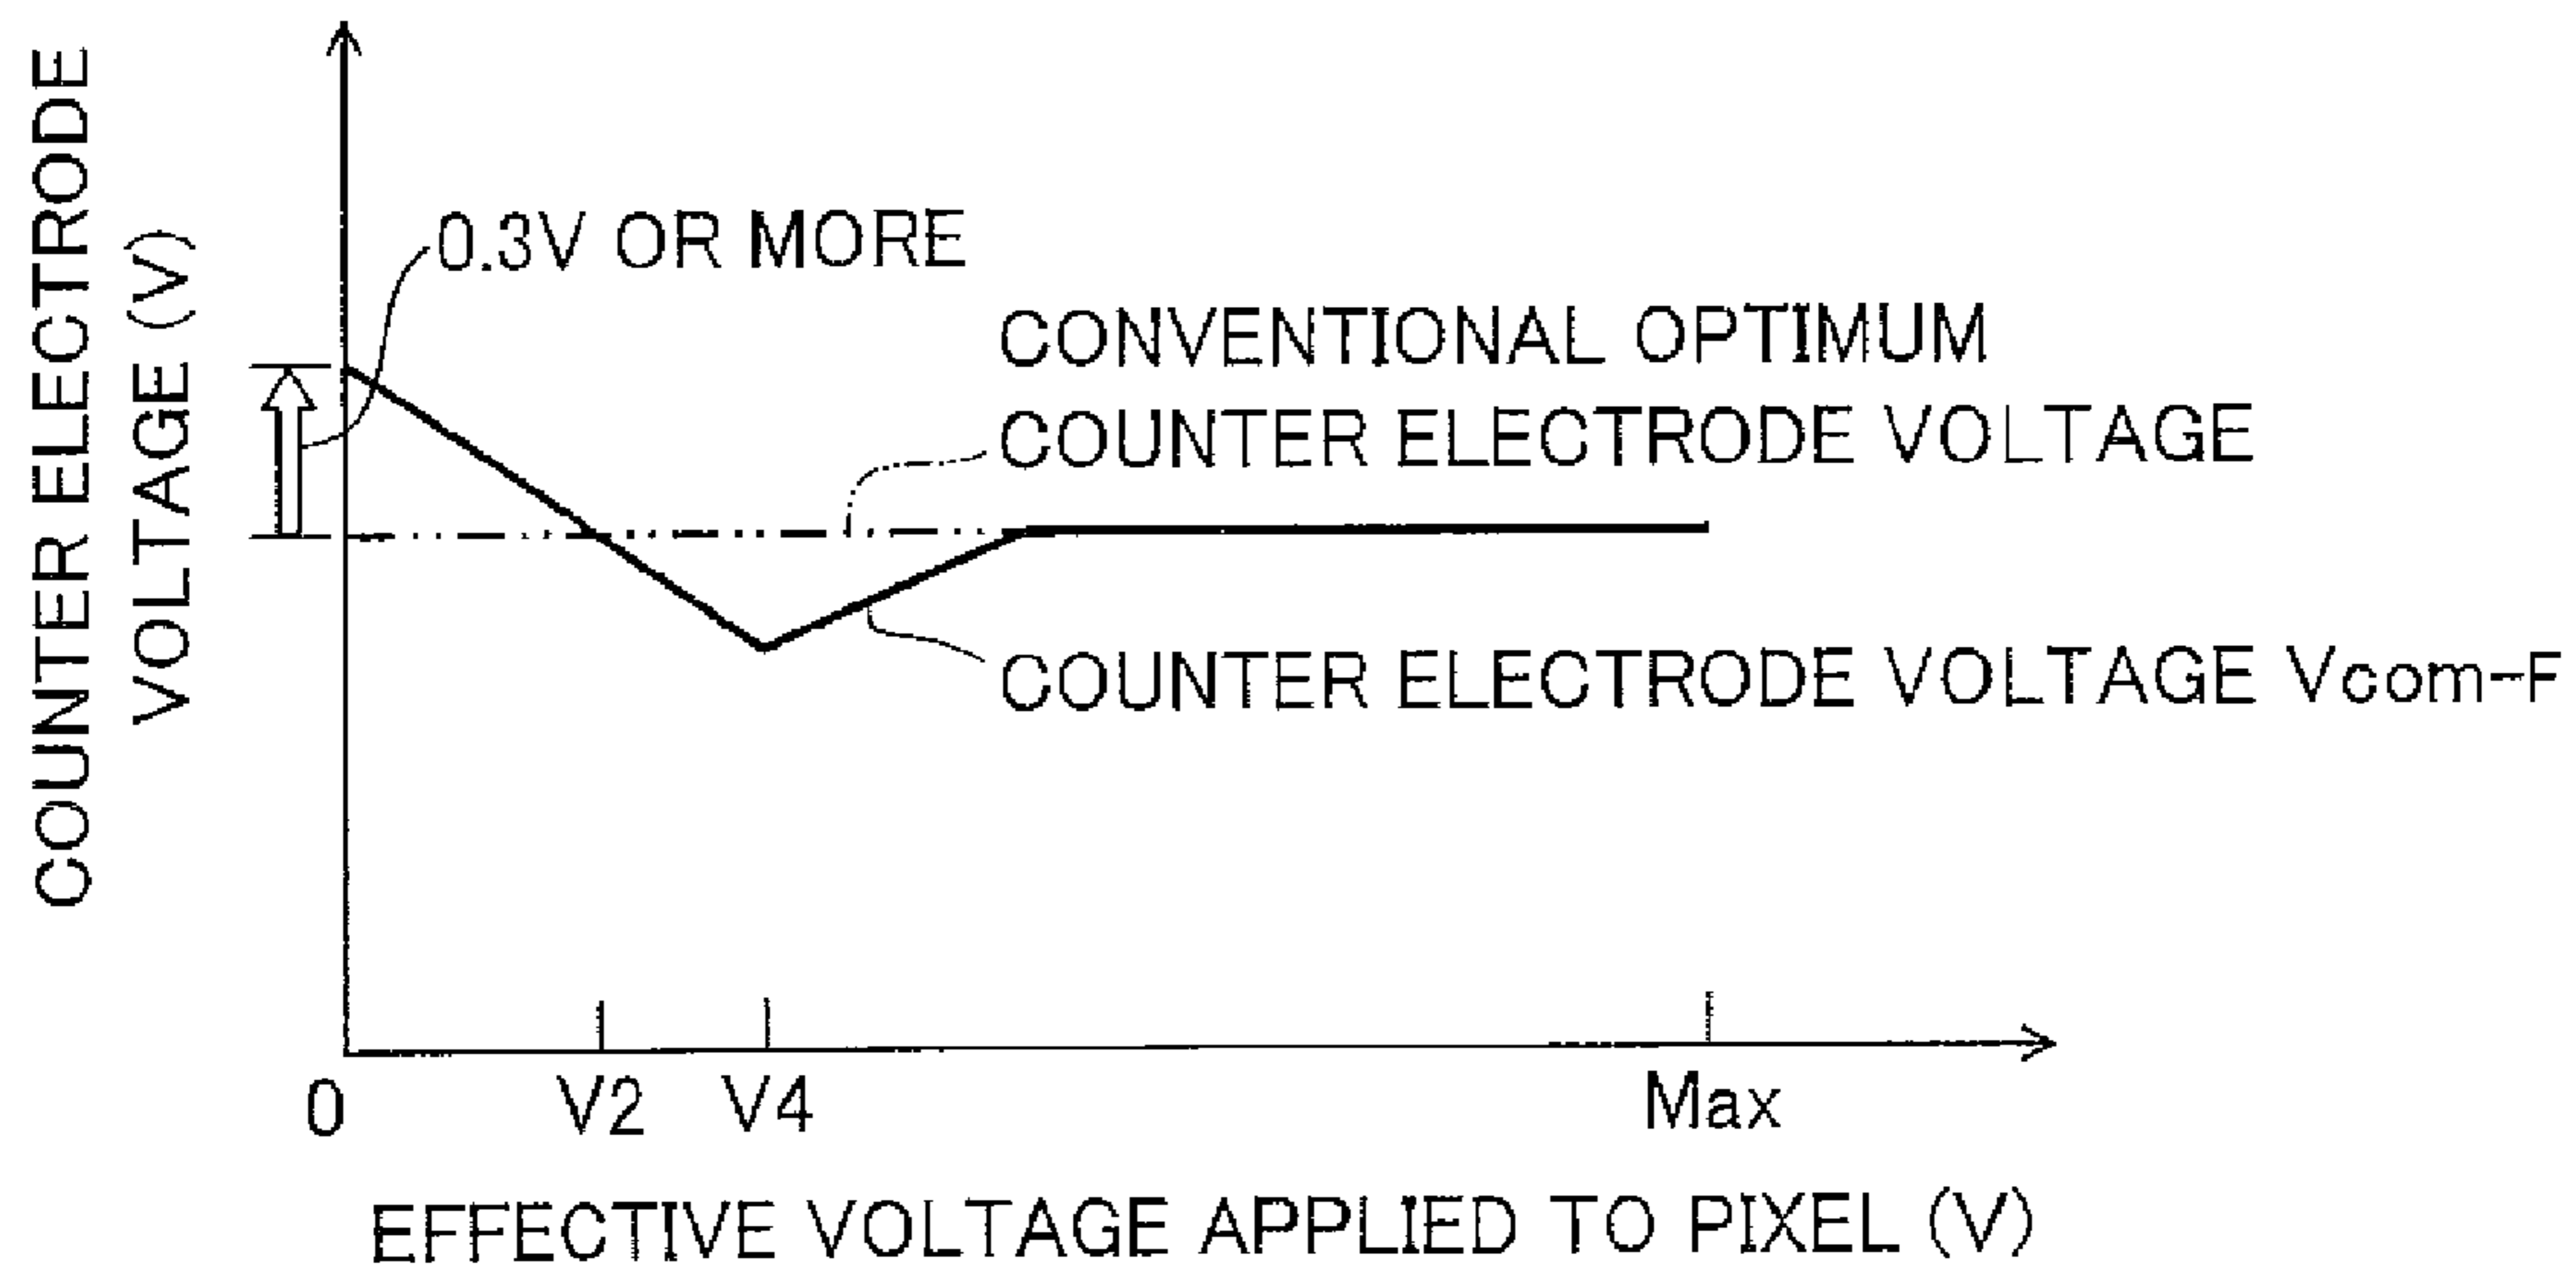 COUNTER ELECTRODE
VOLTAGE (V)
0.3V OR MORE
CONVENTIONAL OPTIMUM
COUNTER ELECTRODE VOLTAGE
COUNTER ELECTRODE VOLTAGE Vcom-F
0
V2
V4
Max
EFFECTIVE VOLTAGE APPLIED TO PIXEL (V)